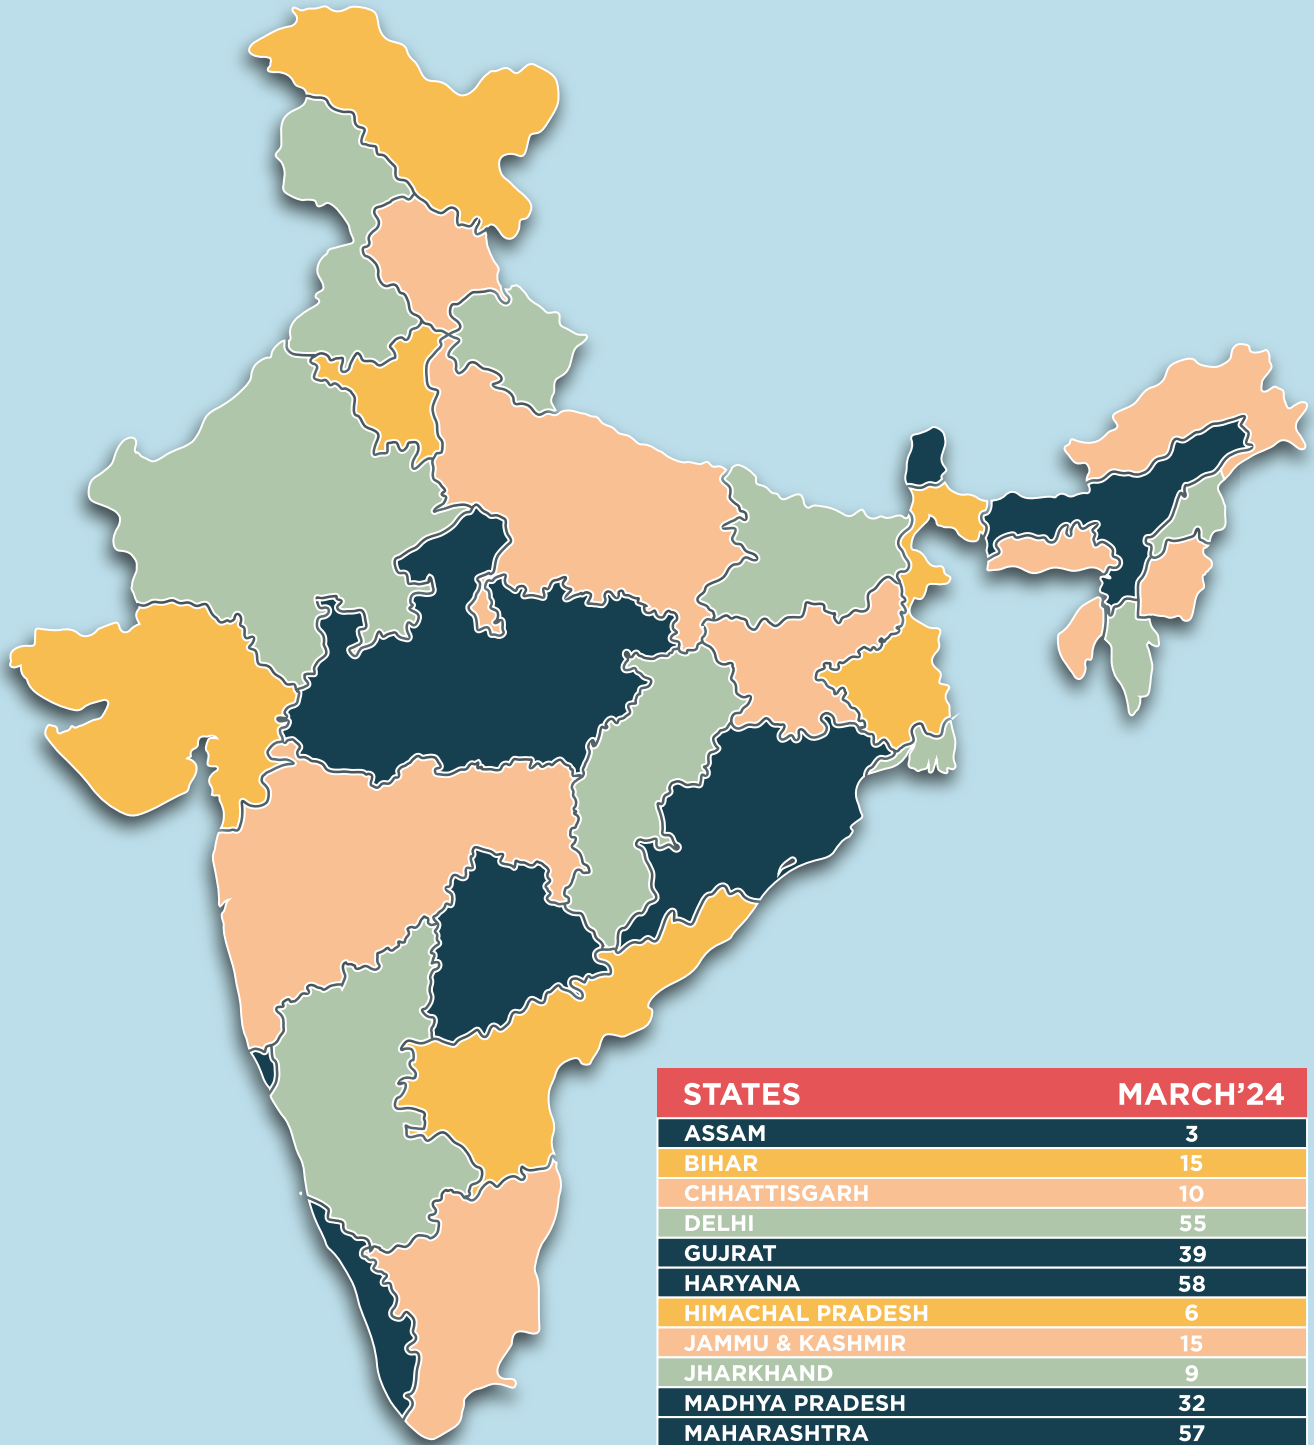 STATES MARCH'24
ASSAM 3
BIHAR 15
CHHATTISGARH 10
DELHI 55
GUJRAT 39
HARYANA 58
HIMACHAL PRADESH 6
JAMMU & KASHMIR 15
JHARKHAND 9
MADHYA PRADESH 32
MAHARASHTRA 57